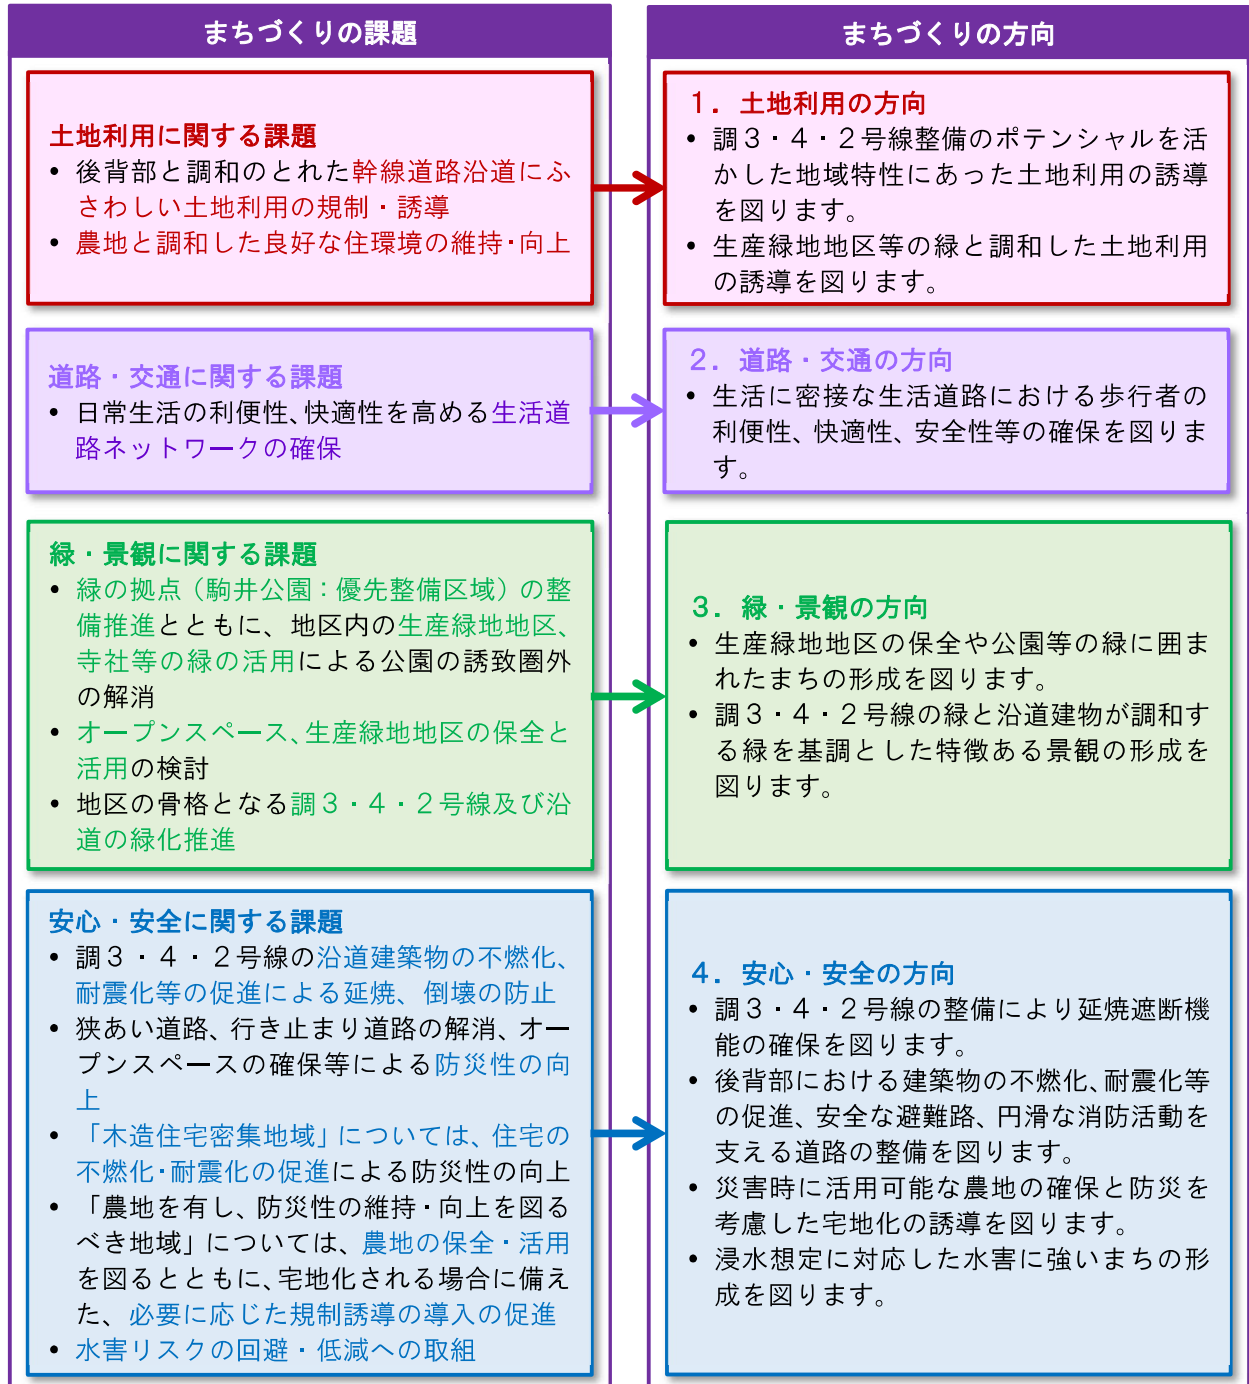 まちづくりの課題
土地利用に関する課題
• 後背部と調和のとれた幹線道路沿道にふ
さわしい土地利用の規制・誘導
• 農地と調和した良好な住環境の維持・向上
道路・交通に関する課題
• 日常生活の利便性、快適性を高める生活道
路ネットワークの確保
緑・景観に関する課題
• 緑の拠点（駒井公園：優先整備区域）の整
備推進とともに、地区内の生産緑地地区、
寺社等の緑の活用による公園の誘致圏外
の解消
• オープンスペース、生産緑地地区の保全と
活用の検討
• 地区の骨格となる調３・４・２号線及び沿
道の緑化推進
安心・安全に関する課題
• 調３・４・２号線の沿道建築物の不燃化、
耐震化等の促進による延焼、倒壊の防止
• 狭あい道路、行き止まり道路の解消、オー
プンスペースの確保等による防災性の向
上
• 「木造住宅密集地域」については、住宅の
不燃化・耐震化の促進による防災性の向上
• 「農地を有し、防災性の維持・向上を図る
べき地域」については、農地の保全・活用
を図るとともに、宅地化される場合に備え
た、必要に応じた規制誘導の導入の促進
• 水害リスクの回避・低減への取組
まちづくりの方向
１．土地利用の方向
• 調３・４・２号線整備のポテンシャルを活
かした地域特性にあった土地利用の誘導
を図ります。
• 生産緑地地区等の緑と調和した土地利用
の誘導を図ります。
２．道路・交通の方向
• 生活に密接な生活道路における歩行者の
利便性、快適性、安全性等の確保を図りま
す。
３．緑・景観の方向
• 生産緑地地区の保全や公園等の緑に囲ま
れたまちの形成を図ります。
• 調３・４・２号線の緑と沿道建物が調和す
る緑を基調とした特徴ある景観の形成を
図ります。
４．安心・安全の方向
• 調３・４・２号線の整備により延焼遮断機
能の確保を図ります。
• 後背部における建築物の不燃化、耐震化等
の促進、安全な避難路、円滑な消防活動を
支える道路の整備を図ります。
• 災害時に活用可能な農地の確保と防災を
考慮した宅地化の誘導を図ります。
• 浸水想定に対応した水害に強いまちの形
成を図ります。